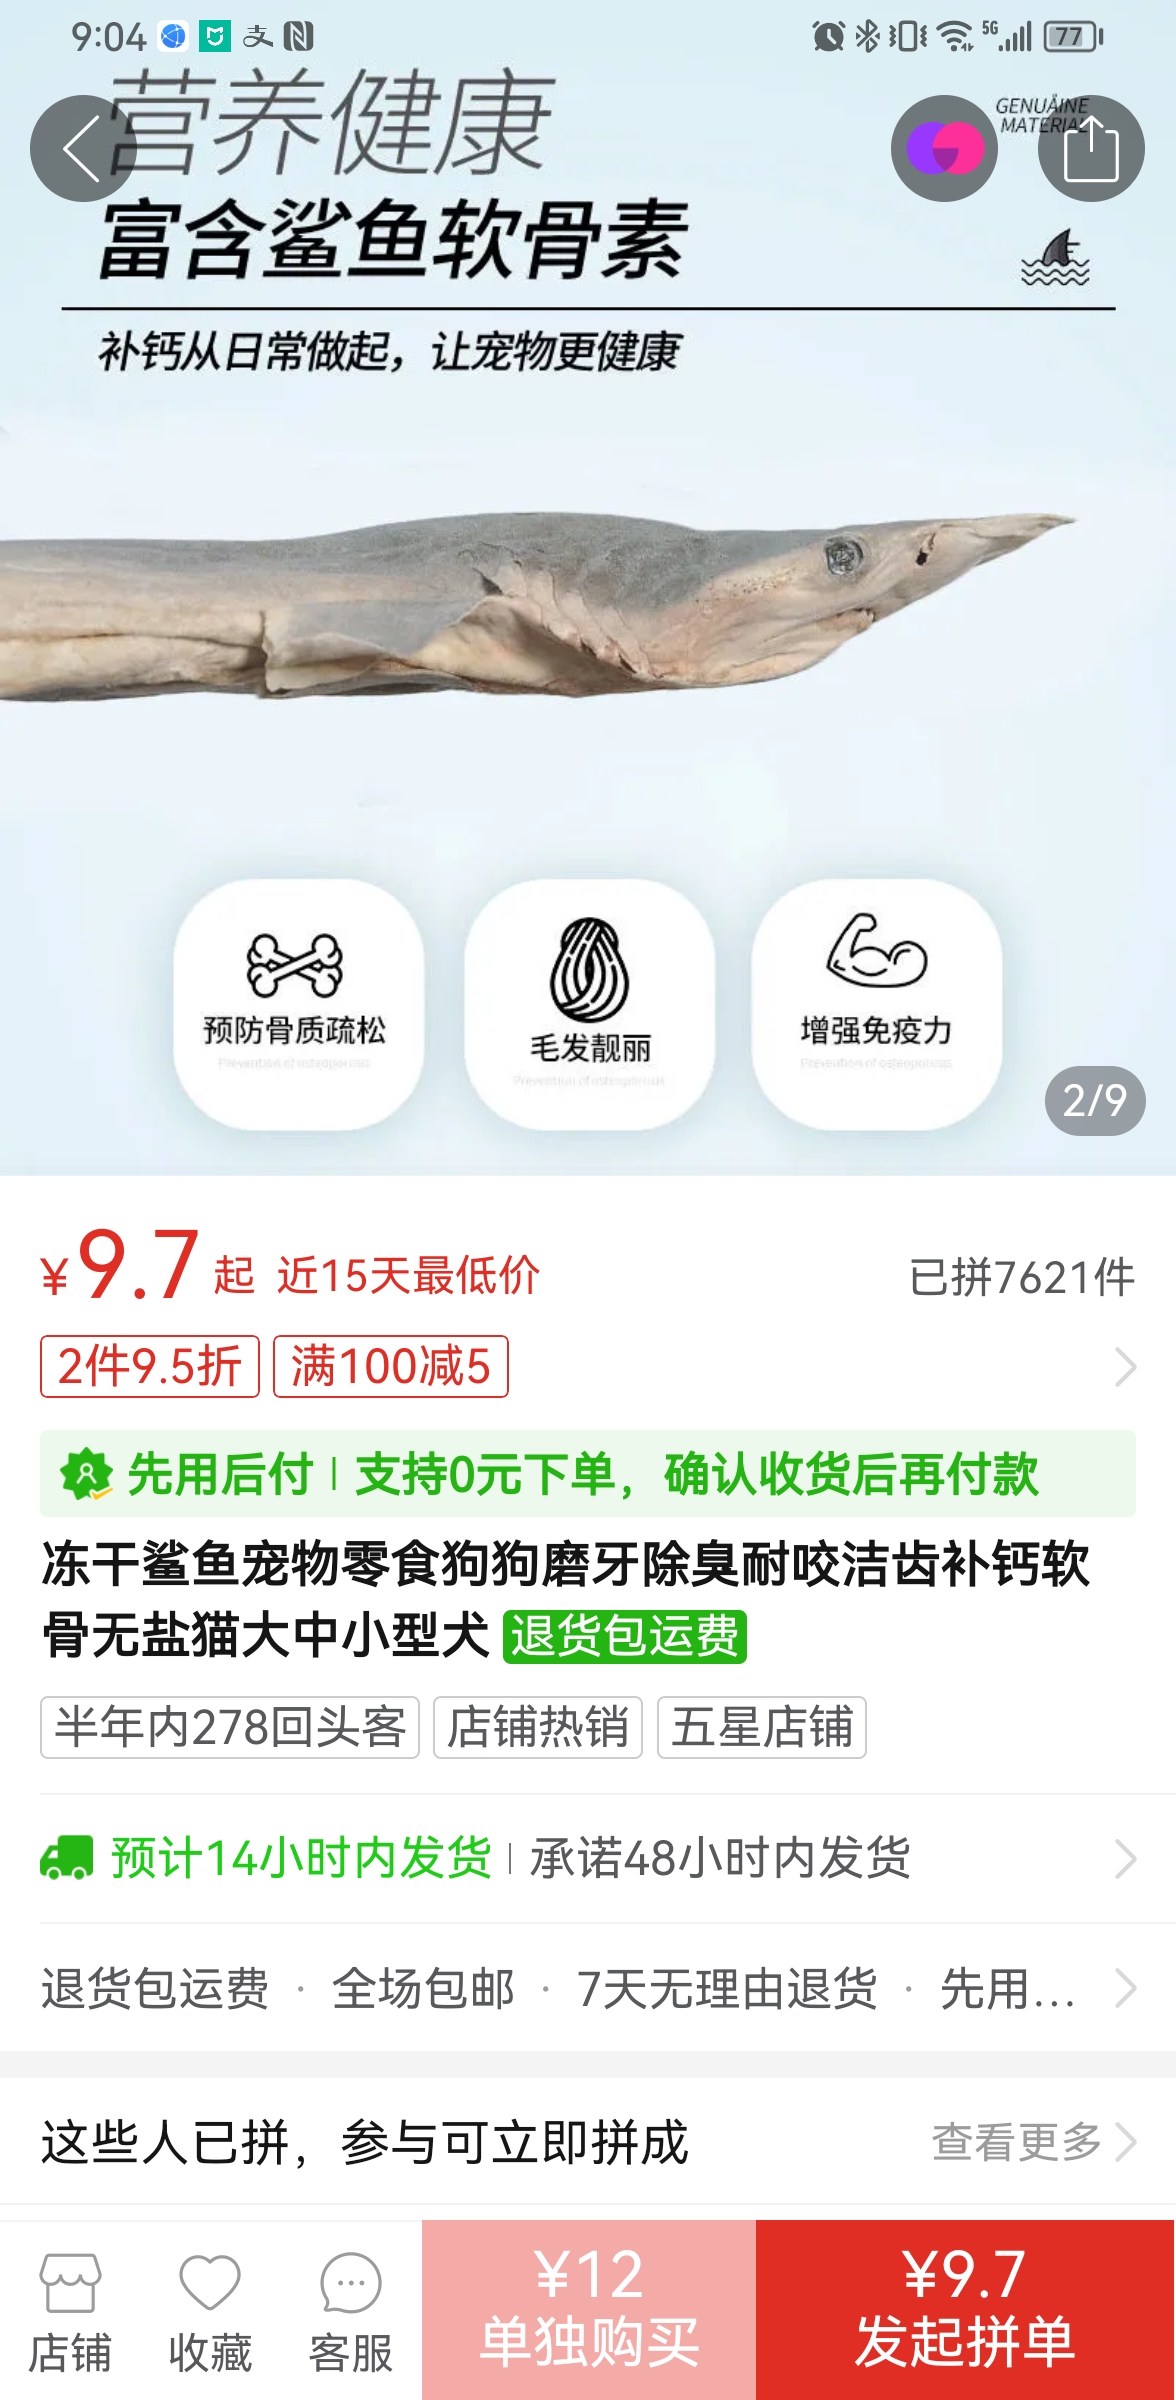 9:04
支
5G
77
营养健康
GENUÅINE
MATERIAL
富含鲨鱼软骨素
补钙从日常做起，让宠物更健康
预防骨质疏松
Prevention of osteoporosis
毛发靓丽
Prevention of osteoporosis
增强免疫力
Prevention of osteoporosis
2/9
¥9.7起 近15天最低价
已拼7621件
2件9.5折
满100减5
先用后付 | 支持0元下单，确认收货后再付款
冻干鲨鱼宠物零食狗狗磨牙除臭耐咬洁齿补钙软
骨无盐猫大中小型犬 退货包运费
半年内278回头客
店铺热销
五星店铺
预计14小时内发货 | 承诺48小时内发货
退货包运费 · 全场包邮 · 7天无理由退货 · 先用...
这些人已拼，参与可立即拼成
查看更多
店铺
收藏
客服
¥12
单独购买
¥9.7
发起拼单